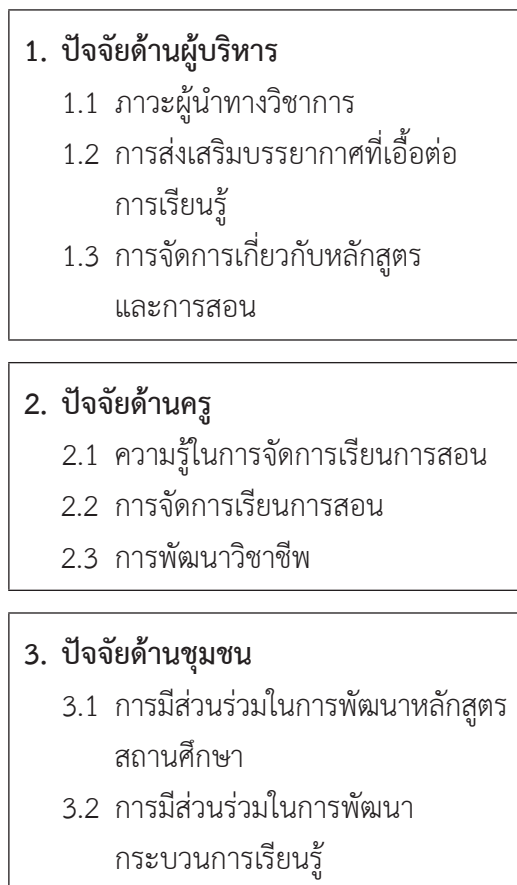 1. ปัจจัยด้านผู้บริหาร
1.1 ภาวะผู้นำทางวิชาการ
1.2 การส่งเสริมบรรยากาศที่เอื้อต่อ
การเรียนรู้
1.3 การจัดการเกี่ยวกับหลักสูตร
และการสอน
2. ปัจจัยด้านครู
2.1 ความรู้ในการจัดการเรียนการสอน
2.2 การจัดการเรียนการสอน
2.3 การพัฒนาวิชาชีพ
3. ปัจจัยด้านชุมชน
3.1 การมีส่วนร่วมในการพัฒนาหลักสูตร
สถานศึกษา
3.2 การมีส่วนร่วมในการพัฒนา
กระบวนการเรียนรู้